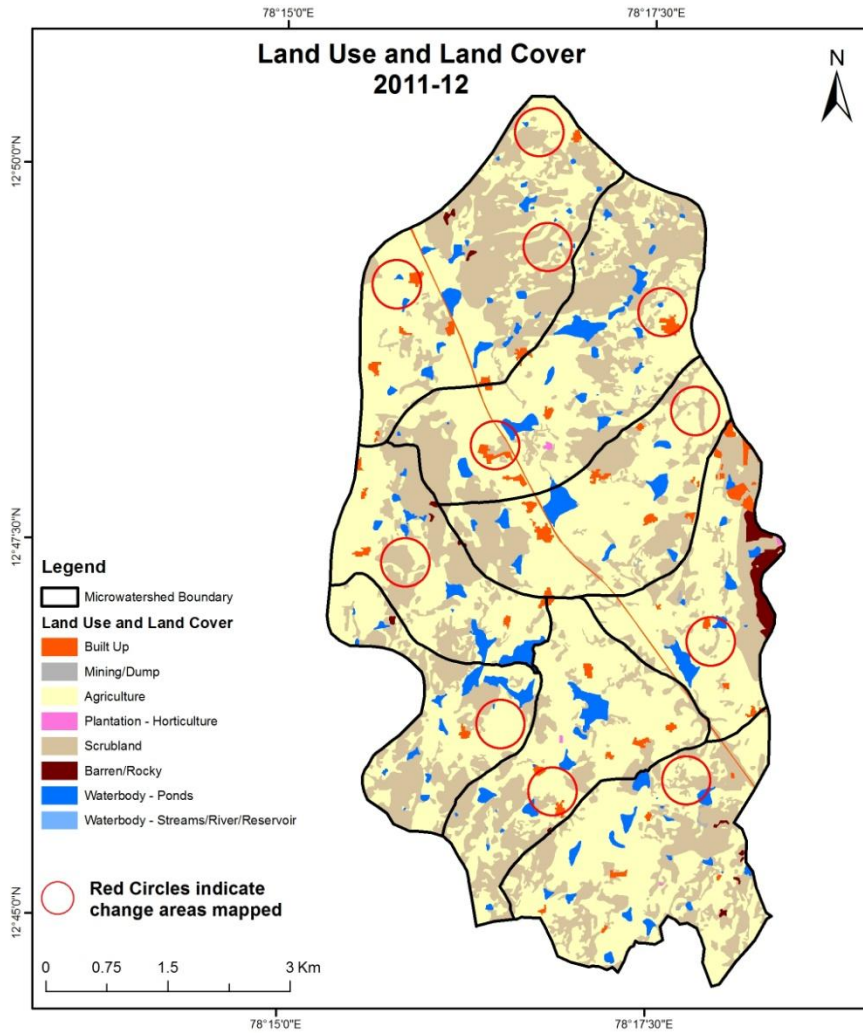 78°15'0"E
78°17'30"E
Land Use and Land Cover
2011-12
N
12°50'0"N
12°47'30"N
12°45'0"N
Legend
Microwatershed Boundary
Land Use and Land Cover
Built Up
Mining/Dump
Agriculture
Plantation - Horticulture
Scrubland
Barren/Rocky
Waterbody - Ponds
Waterbody - Streams/River/Reservoir
Red Circles indicate
change areas mapped
0 0.75 1.5 3 Km
78°15'0"E
78°17'30"E